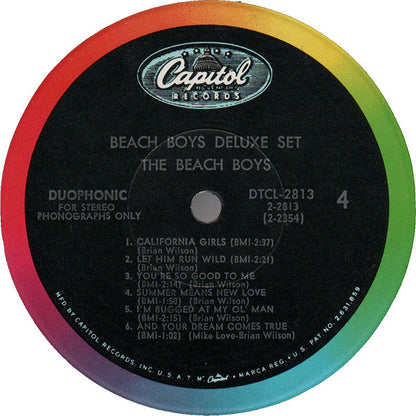 Capitol
RECORDS
BEACH BOYS DELUXE SET
THE BEACH BOYS
DUOPHONIC
FOR STEREO
PHONOGRAPHS ONLY
DTCL-2813
2-2813
(2-2354)
4
1. CALIFORNIA GIRLS (BMI-2:37)
(Brian Wilson)
2. LET HIM RUN WILD (BMI-2:21)
(Brian Wilson)
3. YOU'RE SO GOOD TO ME
(BMI-2:14) (Brian Wilson)
4. SUMMER MEANS NEW LOVE
(BMI-1:58) (Brian Wilson)
5. I'M BUGGED AT MY OL' MAN
(BMI-2:15) (Brian Wilson)
6. AND YOUR DREAM COMES TRUE
(BMI-1:02) (Mike Love-Brian Wilson)
MFD. BY CAPITOL RECORDS, INC. U.S.A. T.M. Capitol MARCA REG. • U.S. PAT. NO. 2,631,859